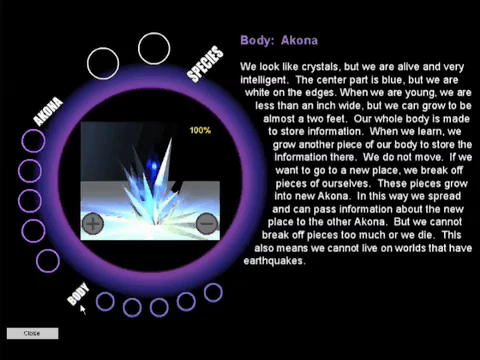 Body: Akona
SPECIES
We look like crystals, but we are alive and very
intelligent. The center part is blue, but we are
white on the edges. When we are young, we are
less than an inch wide, but we can grow to be
almost a two feet. Our whole body is made
to store information. When we learn, we
grow another piece of our body to store the
information there. We do not move. If we
want to go to a new place, we break off
pieces of ourselves. These pieces grow
into new Akona. In this way we spread
and can pass information about the new
place to the other Akona. But we cannot
break off pieces too much or we die. This
also means we cannot live on worlds that have
earthquakes.
AKONA
100%
BODY
Close